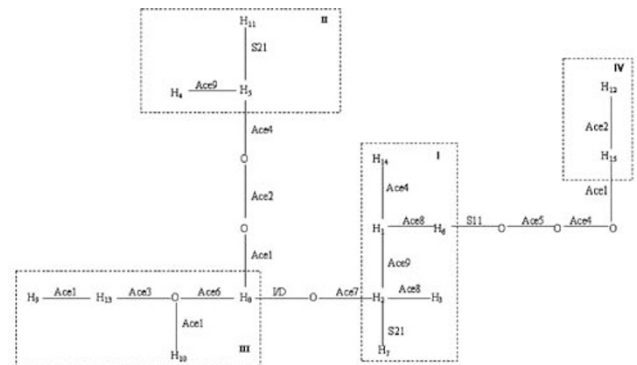 H11 II
S21
H4 Ace9 H5
Ace4
O
Ace2
O
Ace1
IV
H12
Ace2
H15
Ace1
I
H14
Ace4
H1 Ace8 H6 S11 O Ace5 O Ace4 O
Ace9
H9 Ace1 H13 Ace3 O Ace6 H8 I/D O Ace7 H2 Ace8 H3
Ace1
S21
H10 III
H7